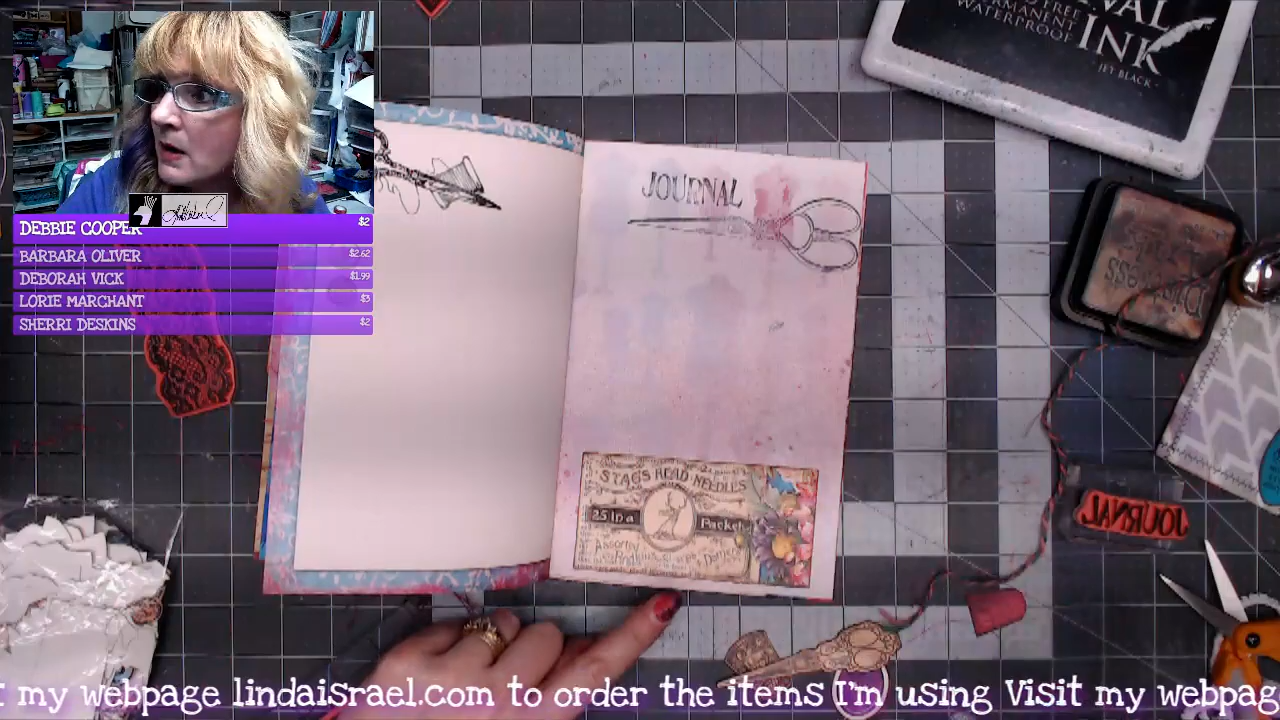 DEBBIE COOPER $2
BARBARA OLIVER $2.62
DEBORAH VICK $1.99
LORIE MARCHANT $3
SHERRI DESKINS $2
PERMANENT
WATERPROOF
INK
JET BLACK
JOURNAL
STAGS HEAD NEEDLES
25 In a Packet
Assorted
JOURNAL
my webpage lindaisrael.com to order the items I'm using Visit my webpag